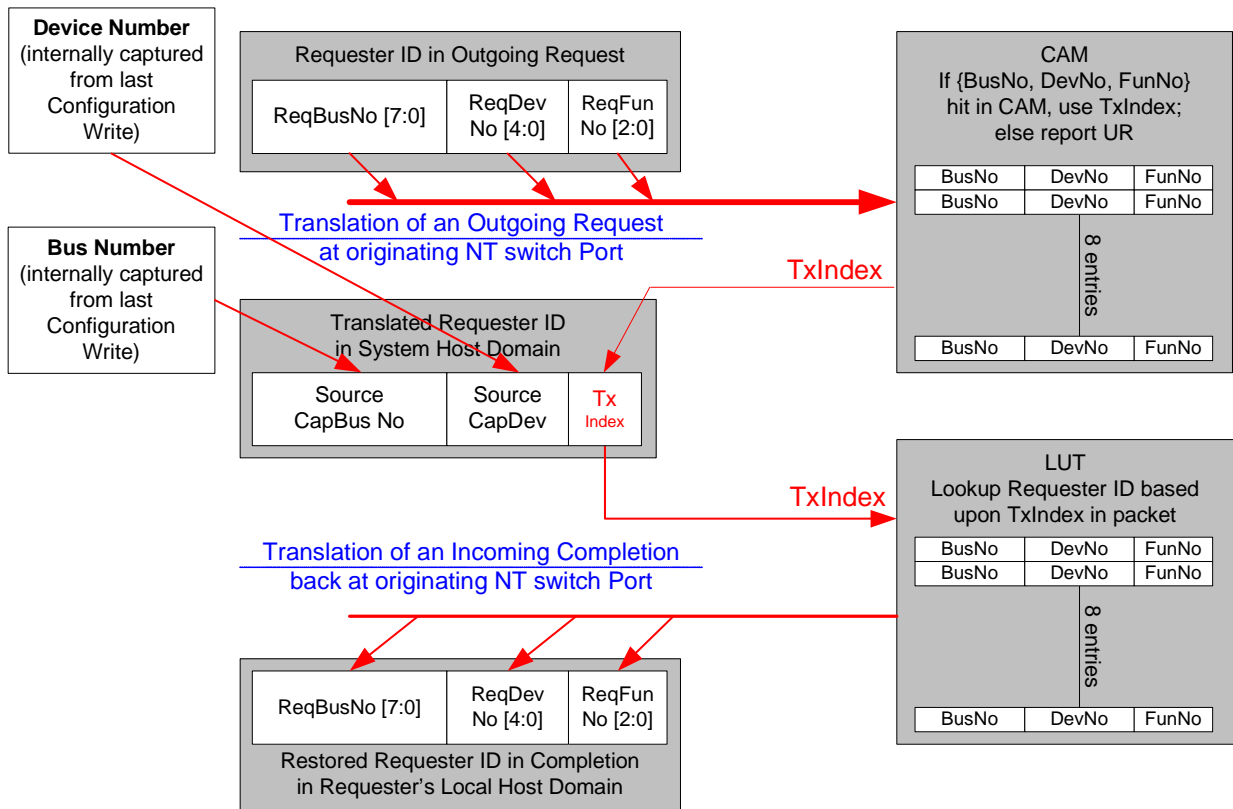 Device Number
(internally captured
from last
Configuration
Write)
Requester ID in Outgoing Request
ReqBusNo [7:0]
ReqDev
No [4:0]
ReqFun
No [2:0]
CAM
If {BusNo, DevNo, FunNo}
hit in CAM, use TxIndex;
else report UR
BusNo DevNo FunNo
BusNo DevNo FunNo
8 entries
BusNo DevNo FunNo
Translation of an Outgoing Request
at originating NT switch Port
Bus Number
(internally captured
from last
Configuration
Write)
TxIndex
Translated Requester ID
in System Host Domain
Source
CapBus No
Source
CapDev
Tx
Index
TxIndex
LUT
Lookup Requester ID based
upon TxIndex in packet
BusNo DevNo FunNo
BusNo DevNo FunNo
8 entries
BusNo DevNo FunNo
Translation of an Incoming Completion
back at originating NT switch Port
ReqBusNo [7:0]
ReqDev
No [4:0]
ReqFun
No [2:0]
Restored Requester ID in Completion
in Requester's Local Host Domain